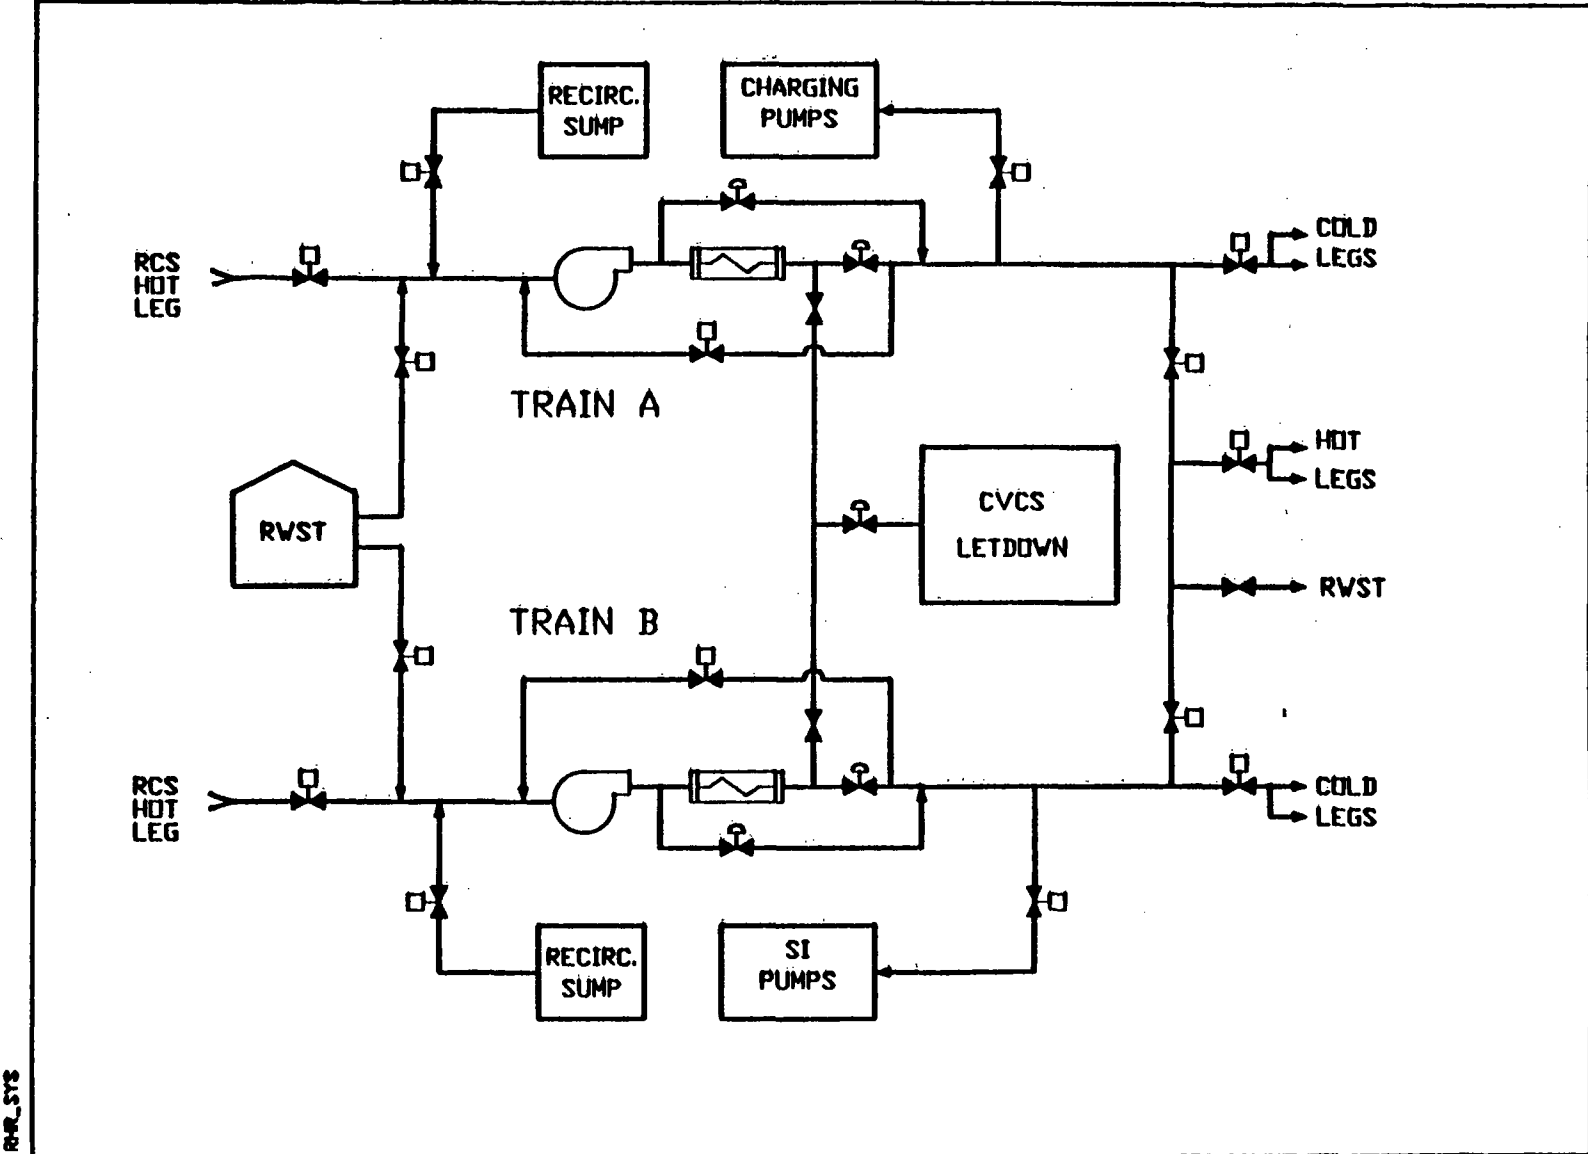 RECIRC.
SUMP
CHARGING
PUMPS
RCS
HOT
LEG
COLD
LEGS
TRAIN A
HOT
LEGS
RWST
CVCS
LETDOWN
RWST
TRAIN B
RCS
HOT
LEG
COLD
LEGS
RECIRC.
SUMP
SI
PUMPS
RHR_SYS